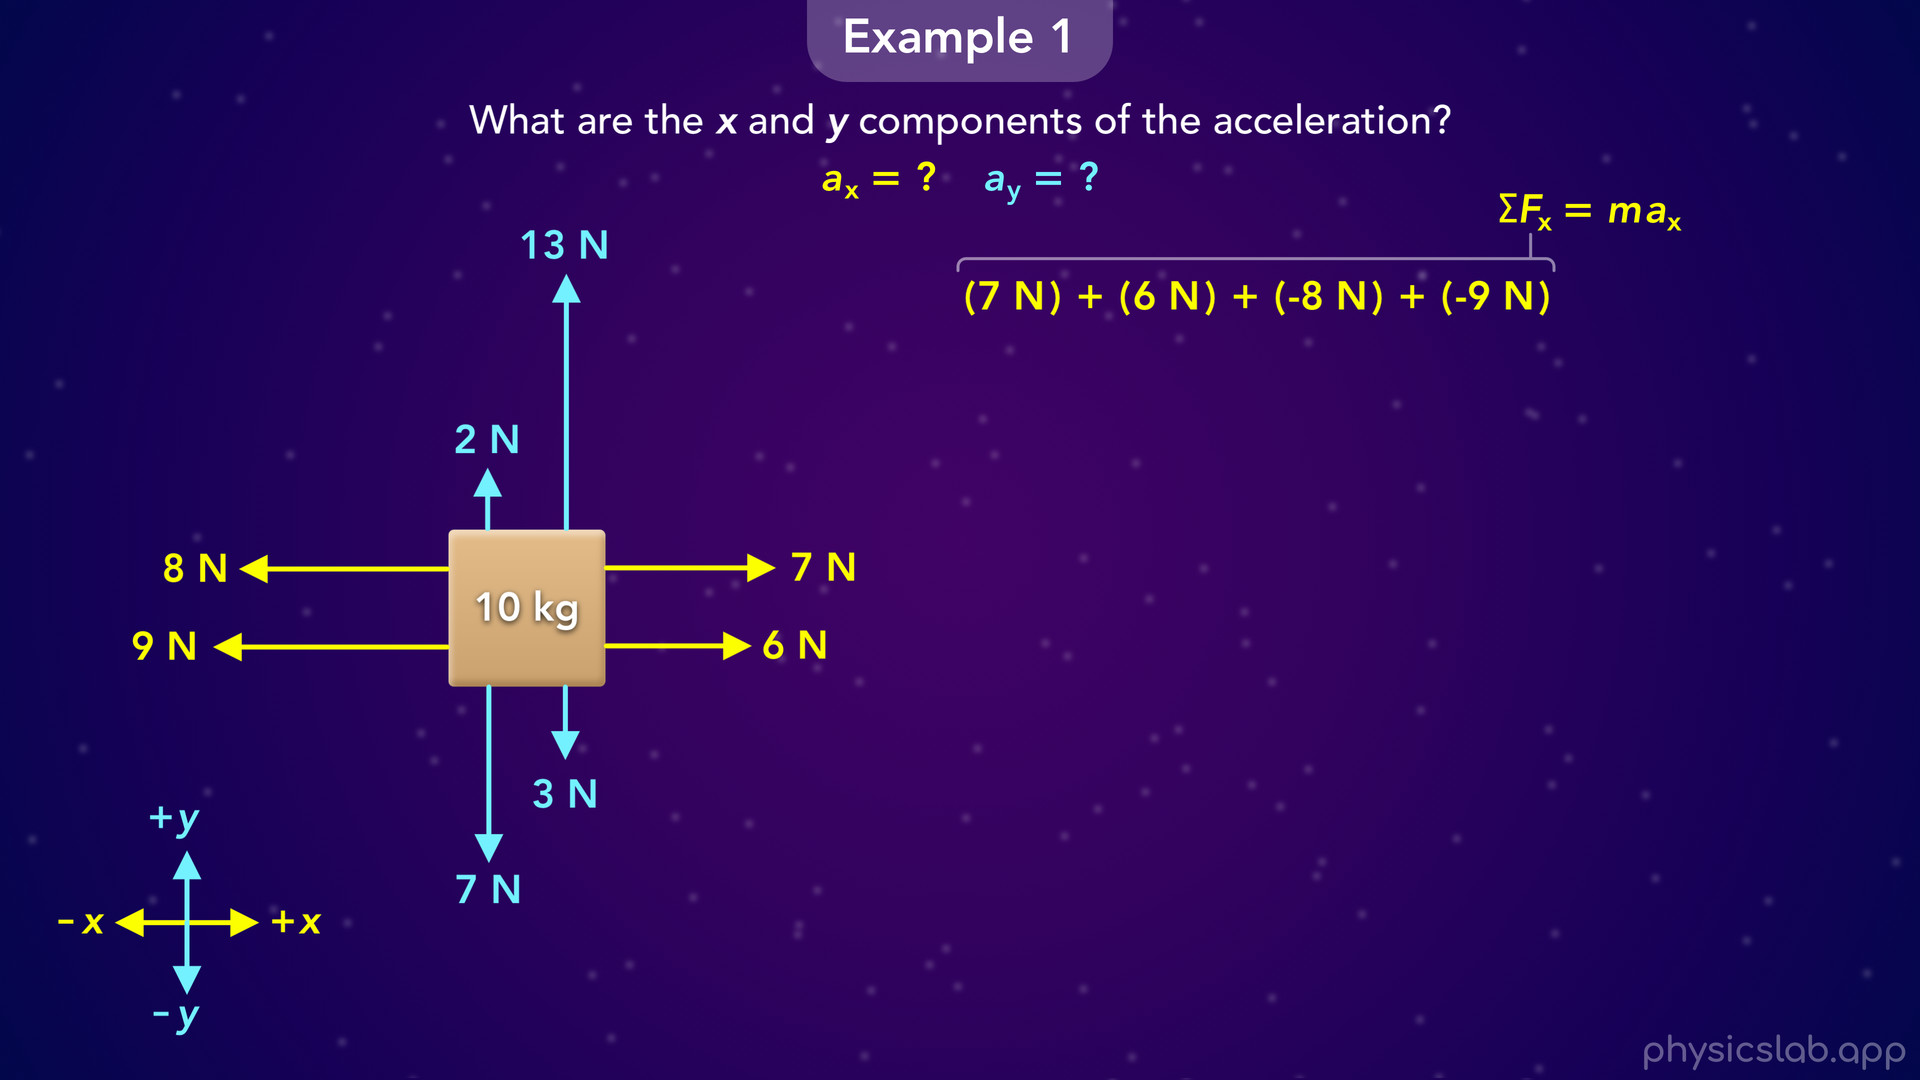 Example 1
What are the x and y components of the acceleration?
aₓ = ? a_y = ?
ΣFₓ = maₓ
(7 N) + (6 N) + (-8 N) + (-9 N)
13 N
2 N
8 N
7 N
10 kg
9 N
6 N
3 N
7 N
+y
-x
+x
-y
physicslab.app